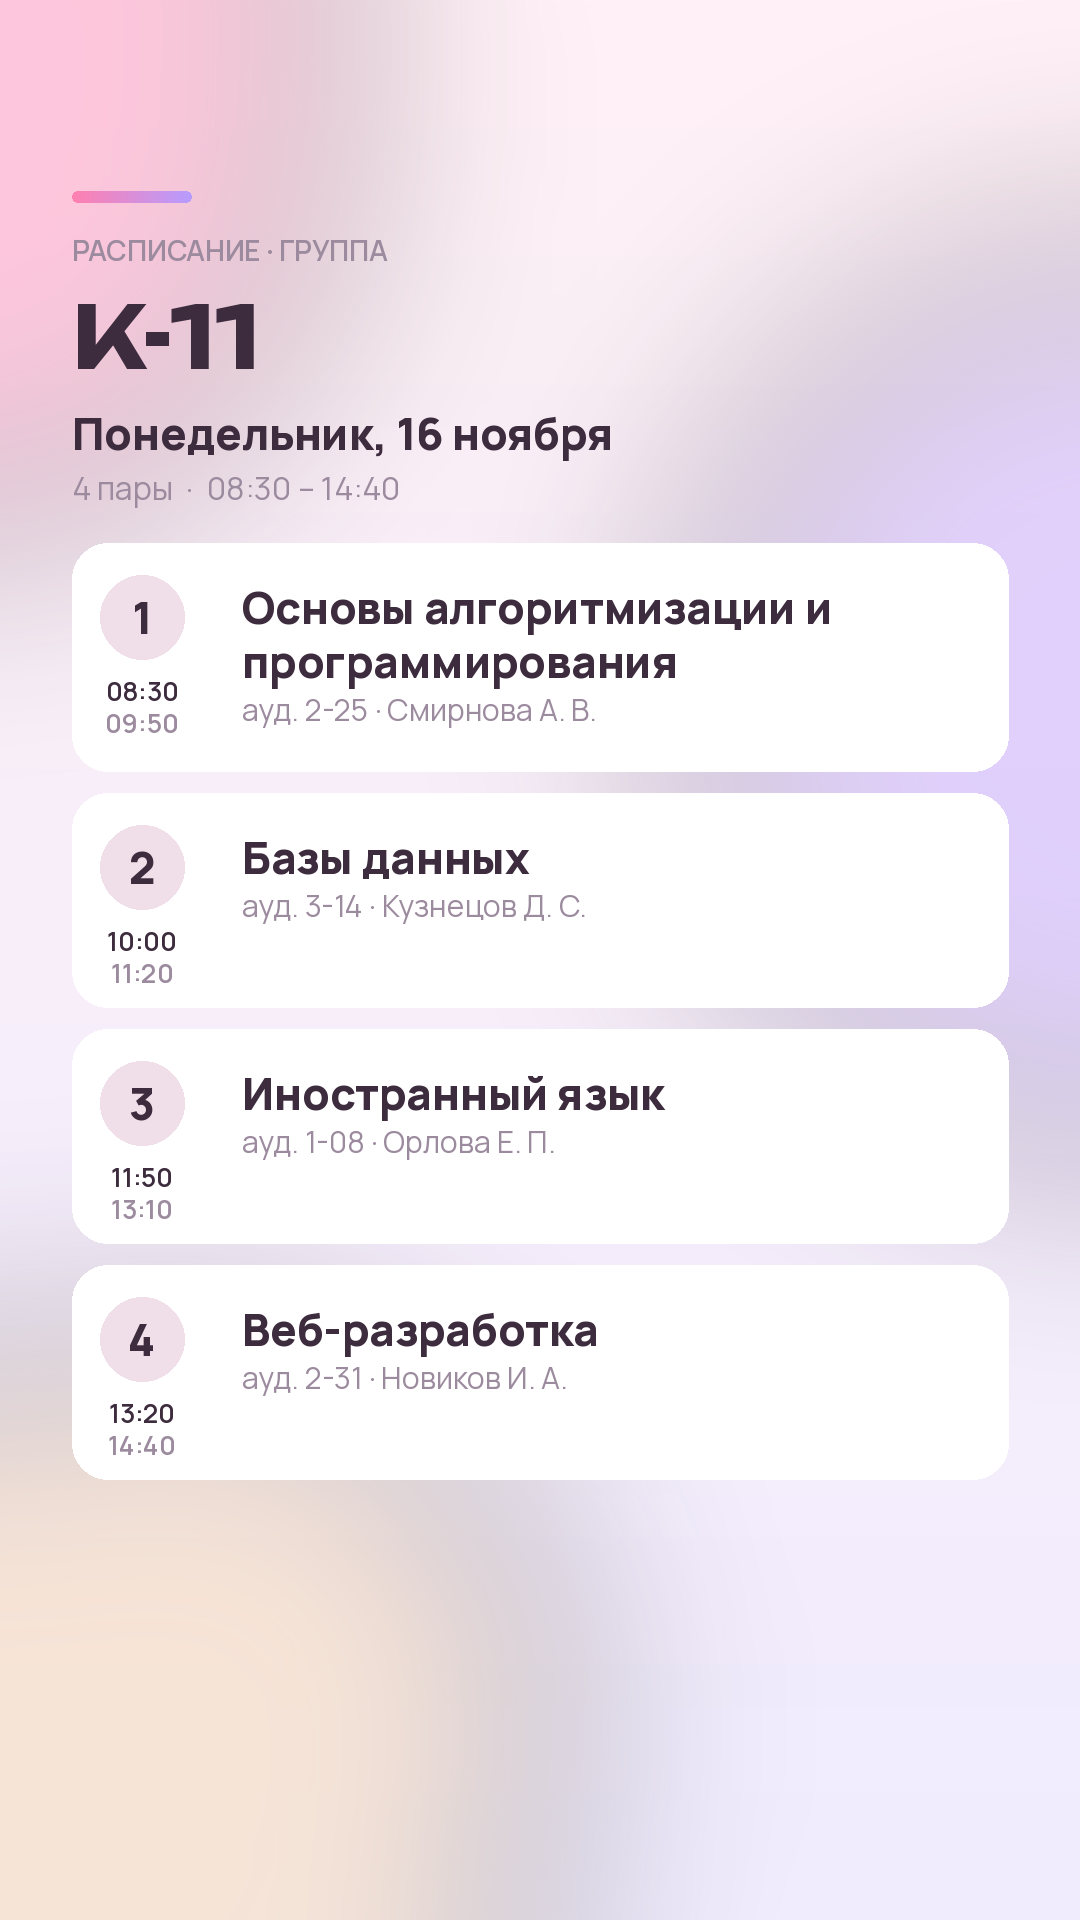 РАСПИСАНИЕ · ГРУППА
К-11
Понедельник, 16 ноября
4 пары · 08:30 – 14:40
1
08:30
09:50
Основы алгоритмизации и
программирования
ауд. 2-25 · Смирнова А. В.
2
10:00
11:20
Базы данных
ауд. 3-14 · Кузнецов Д. С.
3
11:50
13:10
Иностранный язык
ауд. 1-08 · Орлова Е. П.
4
13:20
14:40
Веб-разработка
ауд. 2-31 · Новиков И. А.